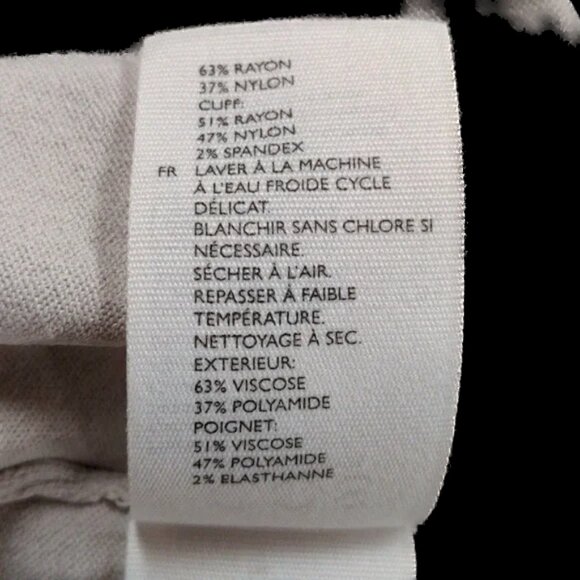 63% RAYON
37% NYLON
CUFF:
51% RAYON
47% NYLON
2% SPANDEX
FR LAVER À LA MACHINE
À L'EAU FROIDE CYCLE
DÉLICAT.
BLANCHIR SANS CHLORE SI
NÉCESSAIRE.
SÉCHER À L'AIR.
REPASSER À FAIBLE
TEMPÉRATURE.
NETTOYAGE À SEC.
EXTERIEUR:
63% VISCOSE
37% POLYAMIDE
POIGNET:
51% VISCOSE
47% POLYAMIDE
2% ELASTHANNE